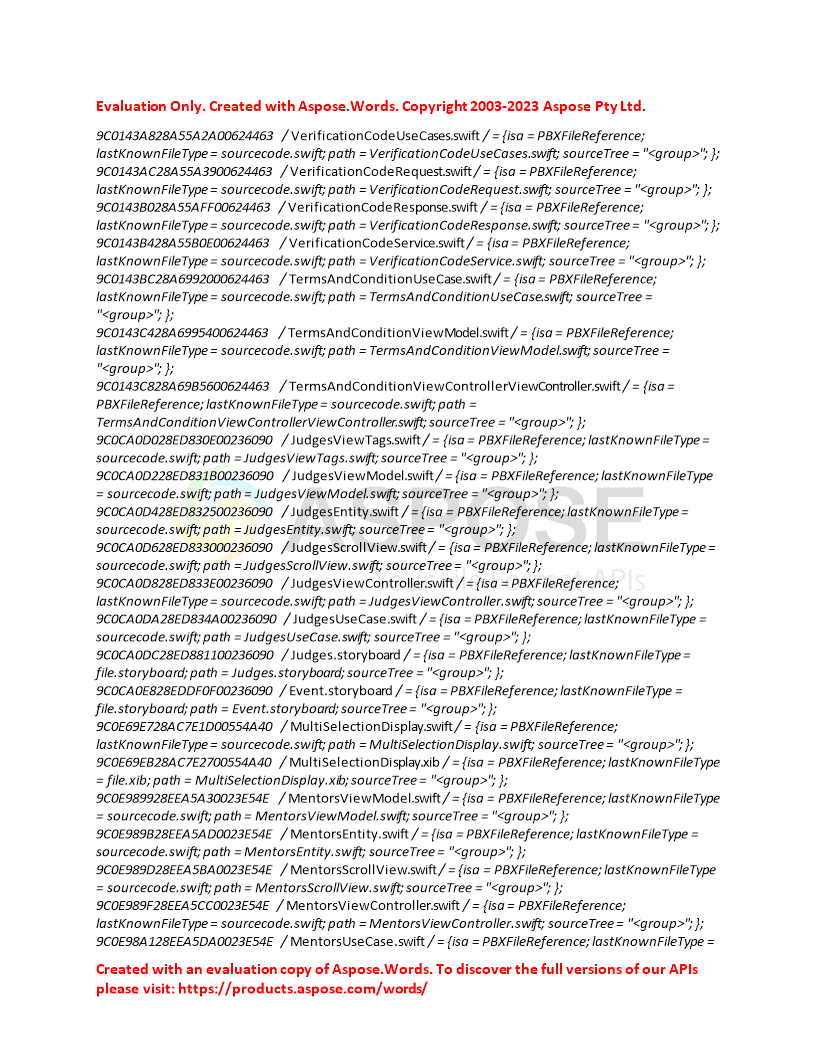 Evaluation Only. Created with Aspose.Words. Copyright 2003-2023 Aspose Pty Ltd.
9C0143A828A55A2A00624463 / VerificationCodeUseCases.swift / = {isa = PBXFileReference;
lastKnownFileType = sourcecode.swift; path = VerificationCodeUseCases.swift; sourceTree = "<group>"; };
9C0143AC28A55A3900624463 / VerificationCodeRequest.swift / = {isa = PBXFileReference;
lastKnownFileType = sourcecode.swift; path = VerificationCodeRequest.swift; sourceTree = "<group>"; };
9C0143B028A55AFF00624463 / VerificationCodeResponse.swift / = {isa = PBXFileReference;
lastKnownFileType = sourcecode.swift; path = VerificationCodeResponse.swift; sourceTree = "<group>"; };
9C0143B428A55B0E00624463 / VerificationCodeService.swift / = {isa = PBXFileReference;
lastKnownFileType = sourcecode.swift; path = VerificationCodeService.swift; sourceTree = "<group>"; };
9C0143BC28A6992000624463 / TermsAndConditionUseCase.swift / = {isa = PBXFileReference;
lastKnownFileType = sourcecode.swift; path = TermsAndConditionUseCase.swift; sourceTree =
"<group>"; };
9C0143C428A6995400624463 / TermsAndConditionViewModel.swift / = {isa = PBXFileReference;
lastKnownFileType = sourcecode.swift; path = TermsAndConditionViewModel.swift; sourceTree =
"<group>"; };
9C0143C828A69B5600624463 / TermsAndConditionViewControllerViewController.swift / = {isa =
PBXFileReference; lastKnownFileType = sourcecode.swift; path =
TermsAndConditionViewControllerViewController.swift; sourceTree = "<group>"; };
9C0CA0D028ED830E00236090 / JudgesViewTags.swift / = {isa = PBXFileReference; lastKnownFileType =
sourcecode.swift; path = JudgesViewTags.swift; sourceTree = "<group>"; };
9C0CA0D228ED831B00236090 / JudgesViewModel.swift / = {isa = PBXFileReference; lastKnownFileType
= sourcecode.swift; path = JudgesViewModel.swift; sourceTree = "<group>"; };
9C0CA0D428ED832500236090 / JudgesEntity.swift / = {isa = PBXFileReference; lastKnownFileType =
sourcecode.swift; path = JudgesEntity.swift; sourceTree = "<group>"; };
9C0CA0D628ED833000236090 / JudgesScrollView.swift / = {isa = PBXFileReference; lastKnownFileType =
sourcecode.swift; path = JudgesScrollView.swift; sourceTree = "<group>"; };
9C0CA0D828ED833E00236090 / JudgesViewController.swift / = {isa = PBXFileReference;
lastKnownFileType = sourcecode.swift; path = JudgesViewController.swift; sourceTree = "<group>"; };
9C0CA0DA28ED834A00236090 / JudgesUseCase.swift / = {isa = PBXFileReference; lastKnownFileType =
sourcecode.swift; path = JudgesUseCase.swift; sourceTree = "<group>"; };
9C0CA0DC28ED881100236090 / Judges.storyboard / = {isa = PBXFileReference; lastKnownFileType =
file.storyboard; path = Judges.storyboard; sourceTree = "<group>"; };
9C0CA0E828EDDF0F00236090 / Event.storyboard / = {isa = PBXFileReference; lastKnownFileType =
file.storyboard; path = Event.storyboard; sourceTree = "<group>"; };
9C0E69E728AC7E1D00554A40 / MultiSelectionDisplay.swift / = {isa = PBXFileReference;
lastKnownFileType = sourcecode.swift; path = MultiSelectionDisplay.swift; sourceTree = "<group>"; };
9C0E69EB28AC7E2700554A40 / MultiSelectionDisplay.xib / = {isa = PBXFileReference; lastKnownFileType
= file.xib; path = MultiSelectionDisplay.xib; sourceTree = "<group>"; };
9C0E989928EEA5A30023E54E / MentorsViewModel.swift / = {isa = PBXFileReference; lastKnownFileType
= sourcecode.swift; path = MentorsViewModel.swift; sourceTree = "<group>"; };
9C0E989B28EEA5AD0023E54E / MentorsEntity.swift / = {isa = PBXFileReference; lastKnownFileType =
sourcecode.swift; path = MentorsEntity.swift; sourceTree = "<group>"; };
9C0E989D28EEA5BA0023E54E / MentorsScrollView.swift / = {isa = PBXFileReference; lastKnownFileType
= sourcecode.swift; path = MentorsScrollView.swift; sourceTree = "<group>"; };
9C0E989F28EEA5CC0023E54E / MentorsViewController.swift / = {isa = PBXFileReference;
lastKnownFileType = sourcecode.swift; path = MentorsViewController.swift; sourceTree = "<group>"; };
9C0E98A128EEA5DA0023E54E / MentorsUseCase.swift / = {isa = PBXFileReference; lastKnownFileType =
Created with an evaluation copy of Aspose.Words. To discover the full versions of our APIs
please visit: https://products.aspose.com/words/
ASPOSE
APIs